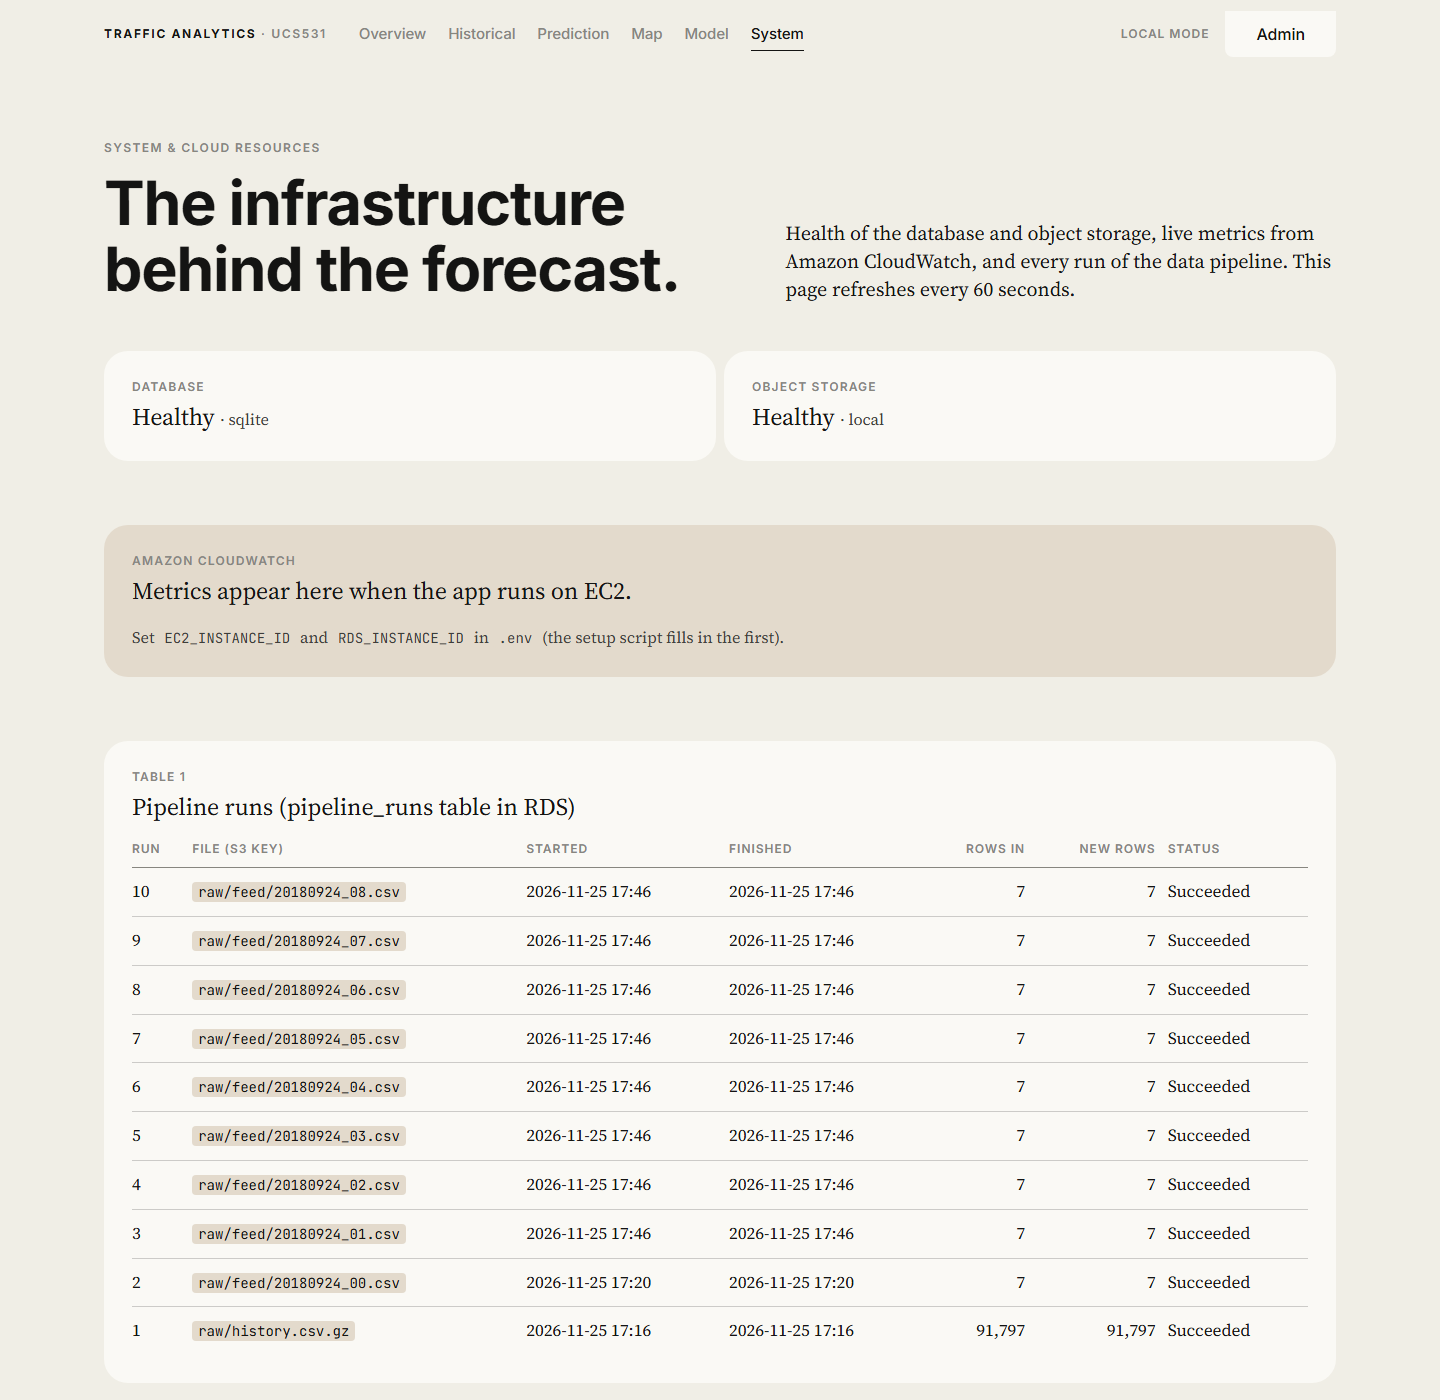 TRAFFIC ANALYTICS · UCS531 Overview Historical Prediction Map Model System LOCAL MODE Admin
SYSTEM & CLOUD RESOURCES
The infrastructure
behind the forecast.
Health of the database and object storage, live metrics from
Amazon CloudWatch, and every run of the data pipeline. This
page refreshes every 60 seconds.
DATABASE
Healthy · sqlite
OBJECT STORAGE
Healthy · local
AMAZON CLOUDWATCH
Metrics appear here when the app runs on EC2.
Set EC2_INSTANCE_ID and RDS_INSTANCE_ID in .env (the setup script fills in the first).
TABLE 1
Pipeline runs (pipeline_runs table in RDS)
RUN FILE (S3 KEY) STARTED FINISHED ROWS IN NEW ROWS STATUS
10 raw/feed/20180924_08.csv 2026-11-25 17:46 2026-11-25 17:46 7 7 Succeeded
9 raw/feed/20180924_07.csv 2026-11-25 17:46 2026-11-25 17:46 7 7 Succeeded
8 raw/feed/20180924_06.csv 2026-11-25 17:46 2026-11-25 17:46 7 7 Succeeded
7 raw/feed/20180924_05.csv 2026-11-25 17:46 2026-11-25 17:46 7 7 Succeeded
6 raw/feed/20180924_04.csv 2026-11-25 17:46 2026-11-25 17:46 7 7 Succeeded
5 raw/feed/20180924_03.csv 2026-11-25 17:46 2026-11-25 17:46 7 7 Succeeded
4 raw/feed/20180924_02.csv 2026-11-25 17:46 2026-11-25 17:46 7 7 Succeeded
3 raw/feed/20180924_01.csv 2026-11-25 17:46 2026-11-25 17:46 7 7 Succeeded
2 raw/feed/20180924_00.csv 2026-11-25 17:20 2026-11-25 17:20 7 7 Succeeded
1 raw/history.csv.gz 2026-11-25 17:16 2026-11-25 17:16 91,797 91,797 Succeeded